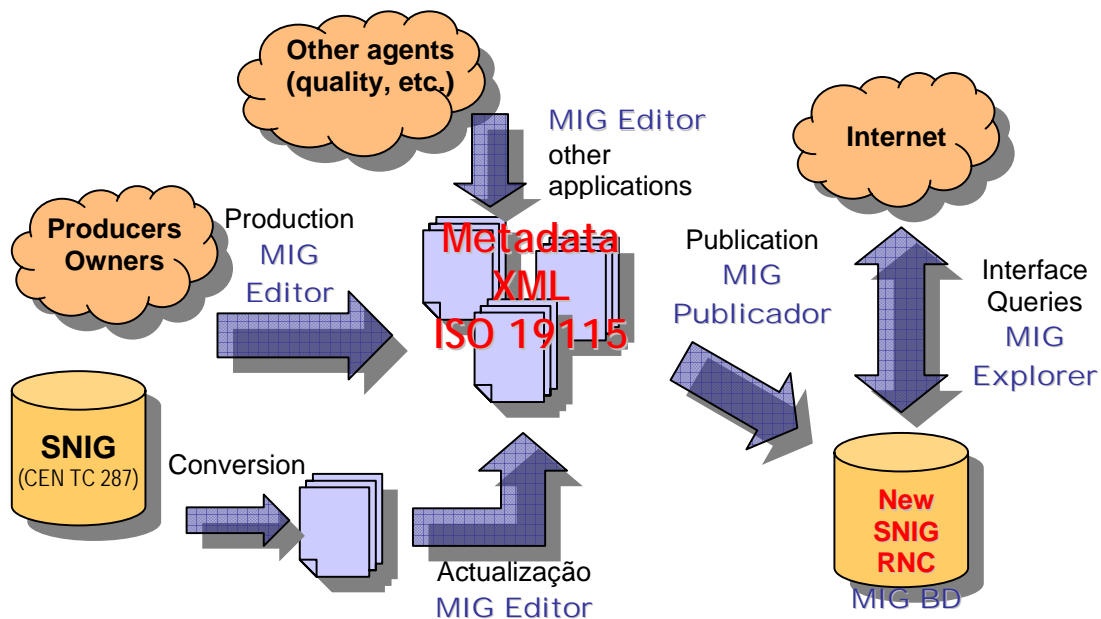 Other agents
(quality, etc.)
MIG Editor
other
applications
Internet
Producers
Owners
Production
MIG
Editor
Metadata
XML
ISO 19115
Publication
MIG
Publicador
Interface
Queries
MIG
Explorer
SNIG
(CEN TC 287)
Conversion
Actualização
MIG Editor
New
SNIG
RNC
MIG BD